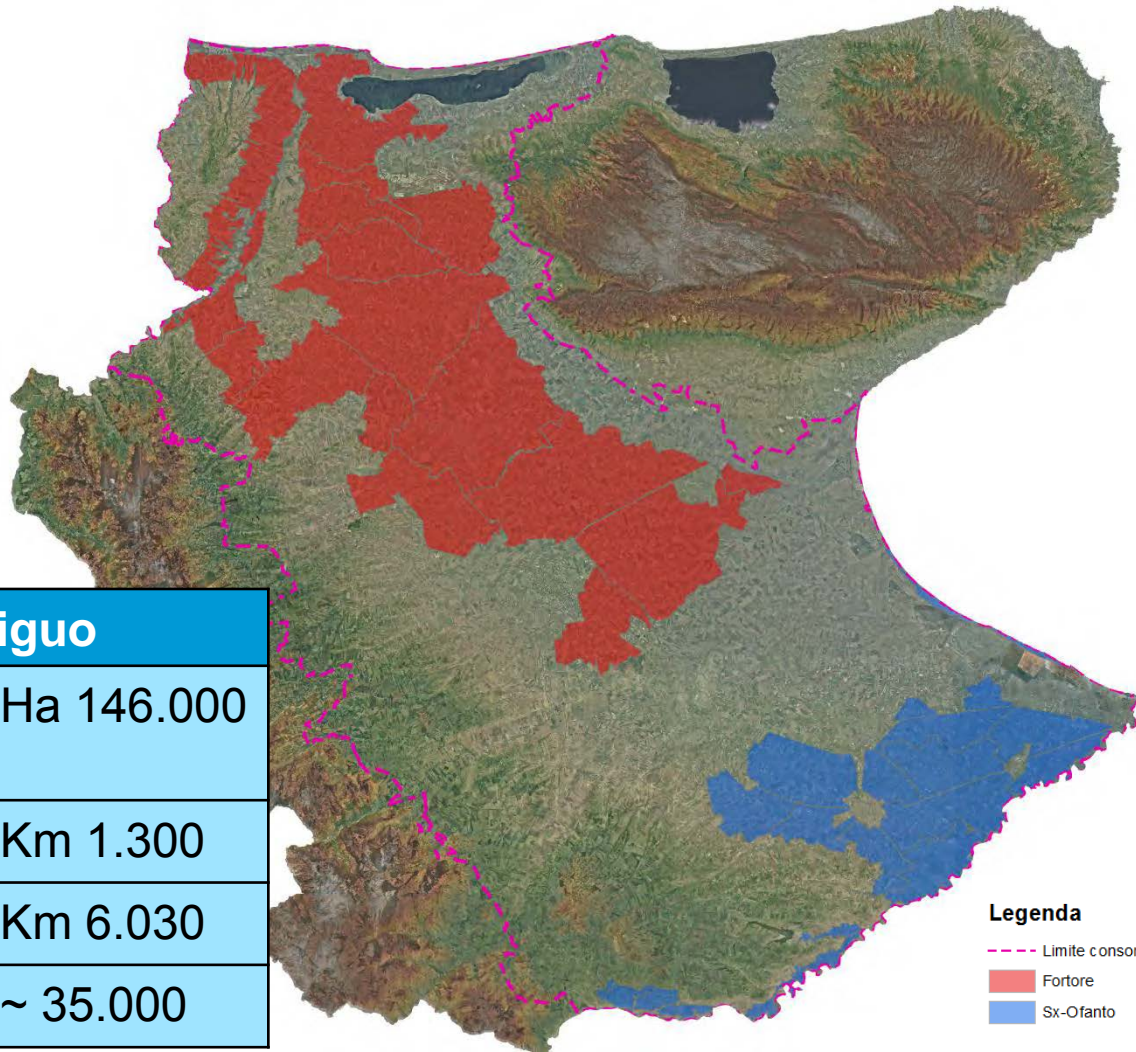 iguo
Ha 146.000
Km 1.300
Km 6.030
~ 35.000
Legenda
Limite consor
Fortore
Sx-Ofanto